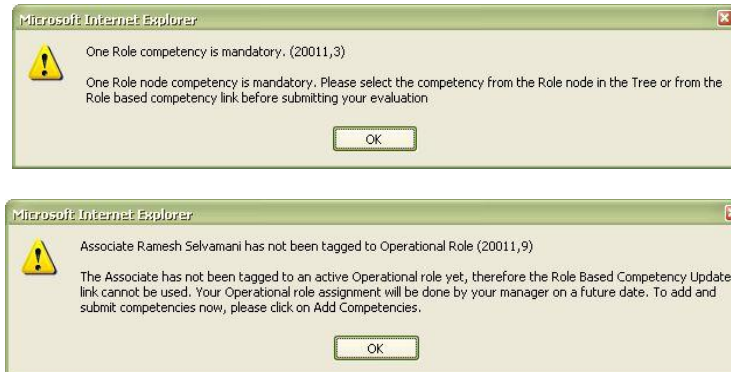 Microsoft Internet Explorer
One Role competency is mandatory. (20011,3)
One Role node competency is mandatory. Please select the competency from the Role node in the Tree or from the
Role based competency link before submitting your evaluation
OK
Microsoft Internet Explorer
Associate Ramesh Selvamani has not been tagged to Operational Role (20011,9)
The Associate has not been tagged to an active Operational role yet, therefore the Role Based Competency Update
link cannot be used. Your Operational role assignment will be done by your manager on a future date. To add and
submit competencies now, please click on Add Competencies.
OK